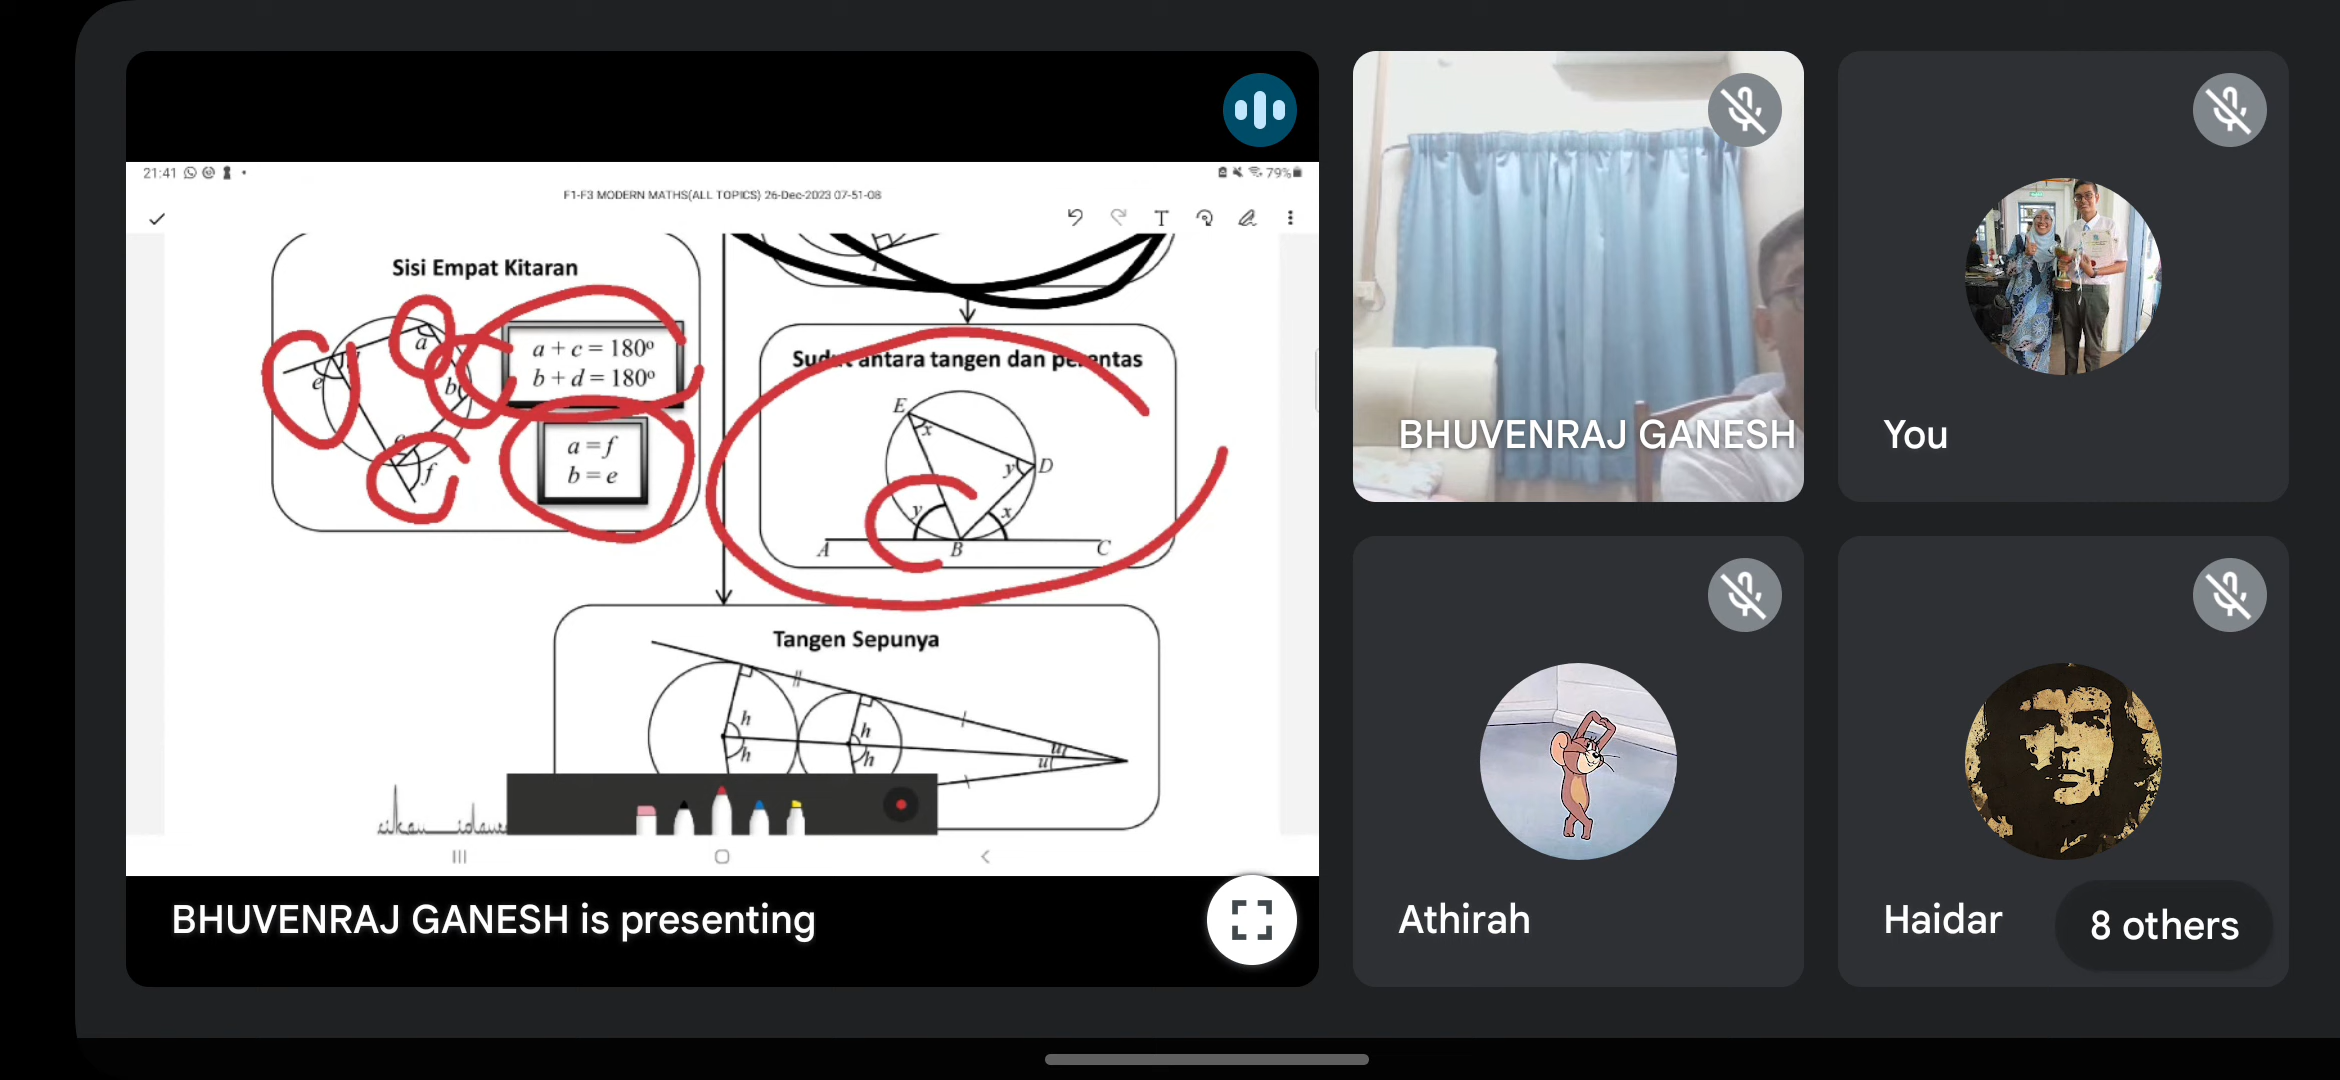 21:41
79%
F1-F3 MODERN MATHS(ALL TOPICS) 26-Dec-2023 07-51-08
T
Sisi Empat Kitaran
a
b
e
f
a + c = 180º
b + d = 180º
a = f
b = e
antara tangen dan
E
x
y
D
y
x
A
B
C
Tangen Sepunya
h
h
h
h
u
u
BHUVENRAJ GANESH is presenting
BHUVENRAJ GANESH
You
Athirah
Haidar
8 others